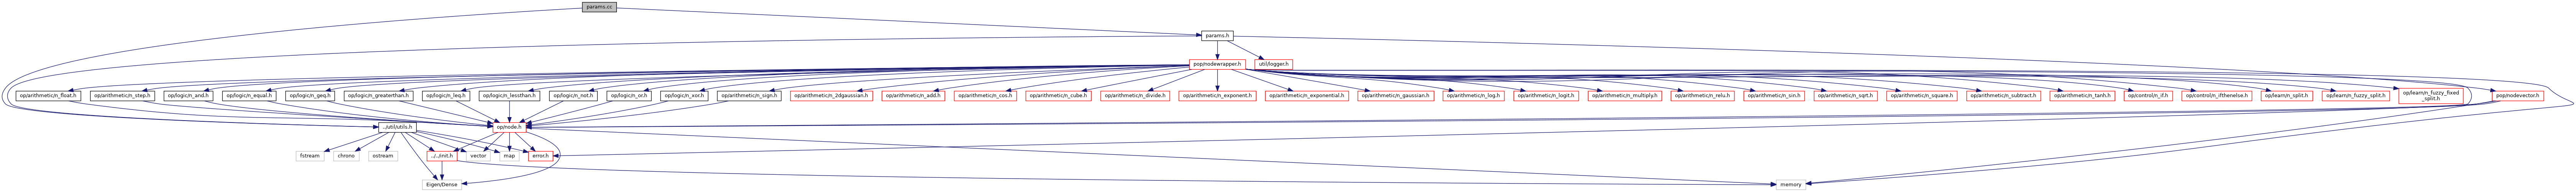 params.cc
params.h
pop/nodewrapper.h
util/logger.h
op/arithmetic/n_float.h
op/arithmetic/n_step.h
op/logic/n_and.h
op/logic/n_equal.h
op/logic/n_geq.h
op/logic/n_greaterthan.h
op/logic/n_leq.h
op/logic/n_lessthan.h
op/logic/n_not.h
op/logic/n_or.h
op/logic/n_xor.h
op/arithmetic/n_sign.h
op/arithmetic/n_2dgaussian.h
op/arithmetic/n_add.h
op/arithmetic/n_cos.h
op/arithmetic/n_cube.h
op/arithmetic/n_divide.h
op/arithmetic/n_exponent.h
op/arithmetic/n_exponential.h
op/arithmetic/n_gaussian.h
op/arithmetic/n_log.h
op/arithmetic/n_logit.h
op/arithmetic/n_multiply.h
op/arithmetic/n_relu.h
op/arithmetic/n_sin.h
op/arithmetic/n_sqrt.h
op/arithmetic/n_square.h
op/arithmetic/n_subtract.h
op/arithmetic/n_tanh.h
op/control/n_if.h
op/control/n_ifthenelse.h
op/learn/n_split.h
op/learn/n_fuzzy_split.h
op/learn/n_fuzzy_fixed
_split.h
pop/nodevector.h
../util/utils.h
op/node.h
fstream
chrono
ostream
../../init.h
vector
map
error.h
Eigen/Dense
memory